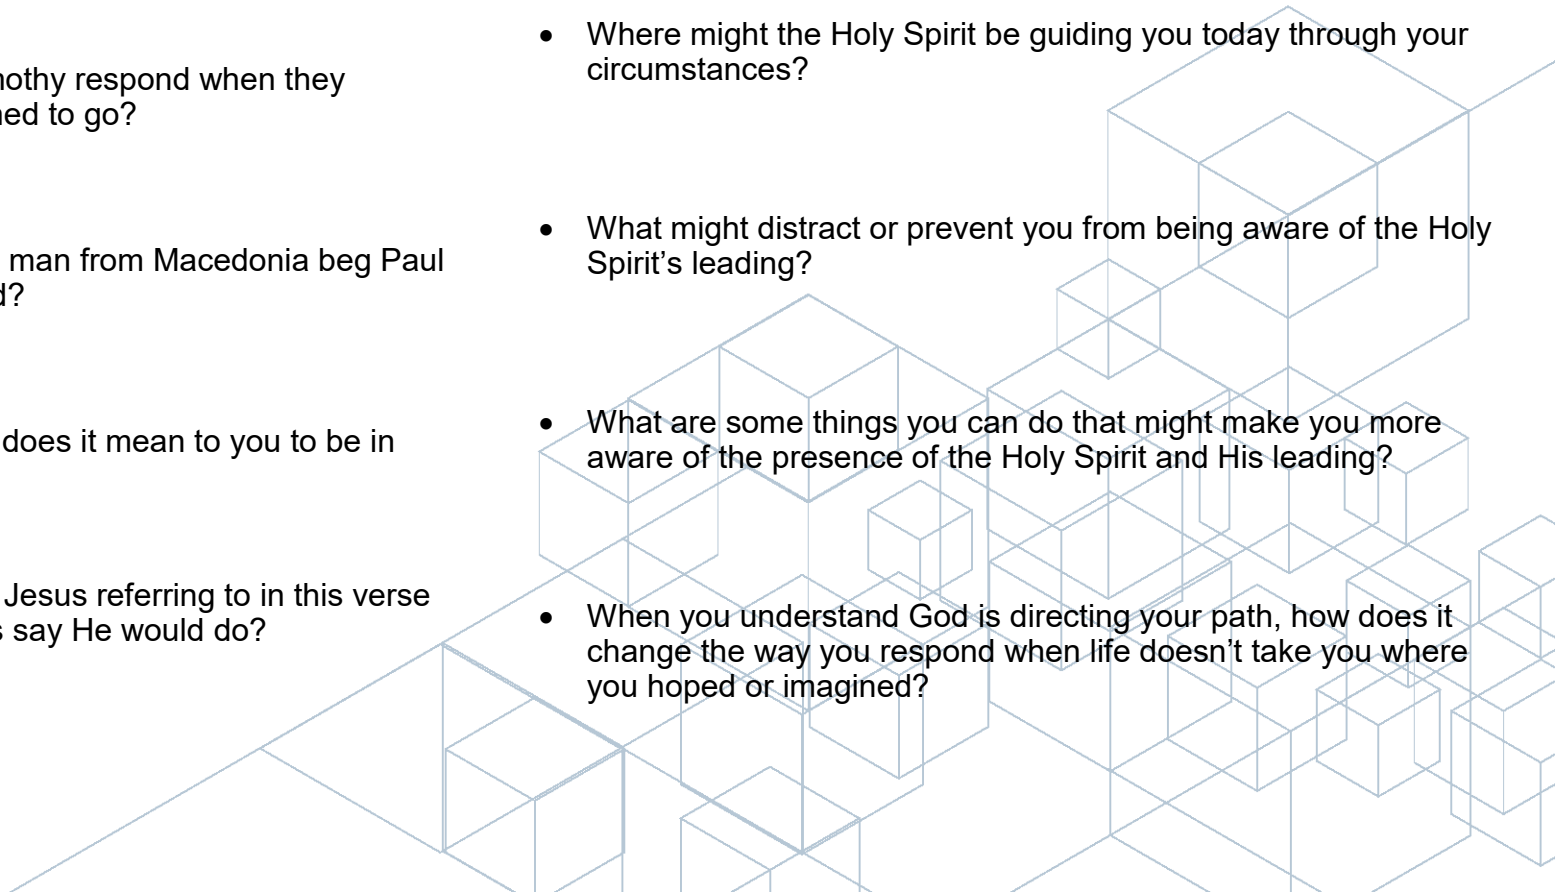 nothy respond when they
ned to go?
man from Macedonia beg Paul
d?
does it mean to you to be in
Jesus referring to in this verse
s say He would do?
• Where might the Holy Spirit be guiding you today through your
circumstances?
• What might distract or prevent you from being aware of the Holy
Spirit’s leading?
• What are some things you can do that might make you more
aware of the presence of the Holy Spirit and His leading?
• When you understand God is directing your path, how does it
change the way you respond when life doesn’t take you where
you hoped or imagined?